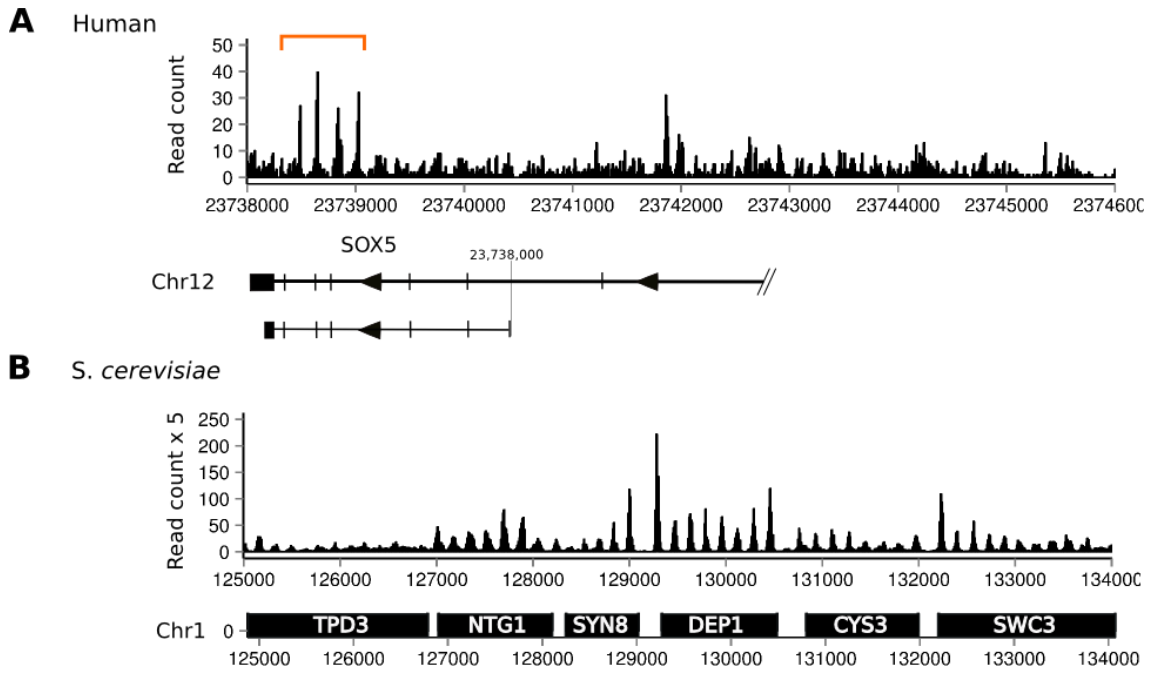 A Human
Read count
50
40
30
20
10
0
23738000 23739000 23740000 23741000 23742000 23743000 23744000 23745000 2374600
SOX5
23,738,000
Chr12
B S. cerevisiae
Read count x 5
250
200
150
100
50
0
125000 126000 127000 128000 129000 130000 131000 132000 133000 134000
Chr1 0 TPD3 NTG1 SYN8 DEP1 CYS3 SWC3
125000 126000 127000 128000 129000 130000 131000 132000 133000 134000